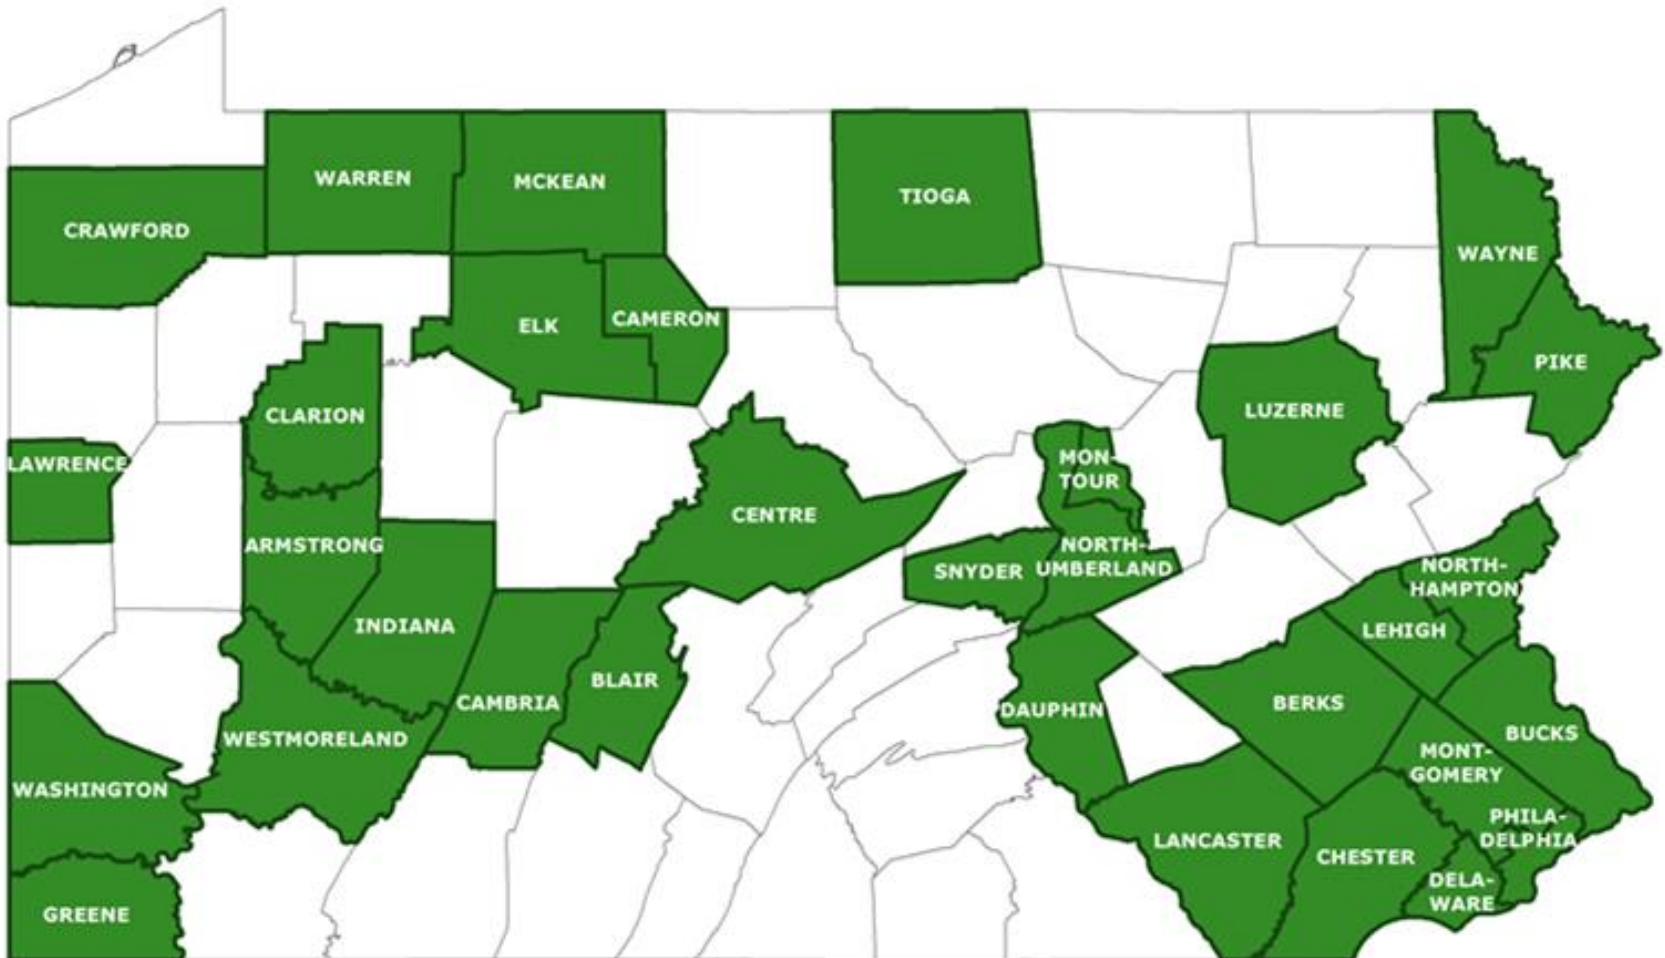 WARREN
MCKEAN
TIOGA
CRAWFORD
WAYNE
ELK
CAMERON
PIKE
CLARION
LUZERNE
LAWRENCE
MON-
TOUR
CENTRE
ARMSTRONG
SNYDER
NORTH-
UMBERLAND
NORTH-
HAMPTON
INDIANA
LEHIGH
BLAIR
CAMBRIA
DAUPHIN
BERKS
WESTMORELAND
BUCKS
MONT-
GOMERY
WASHINGTON
PHILA-
DELPHIA
LANCASTER
CHESTER
DELA-
WARE
GREENE